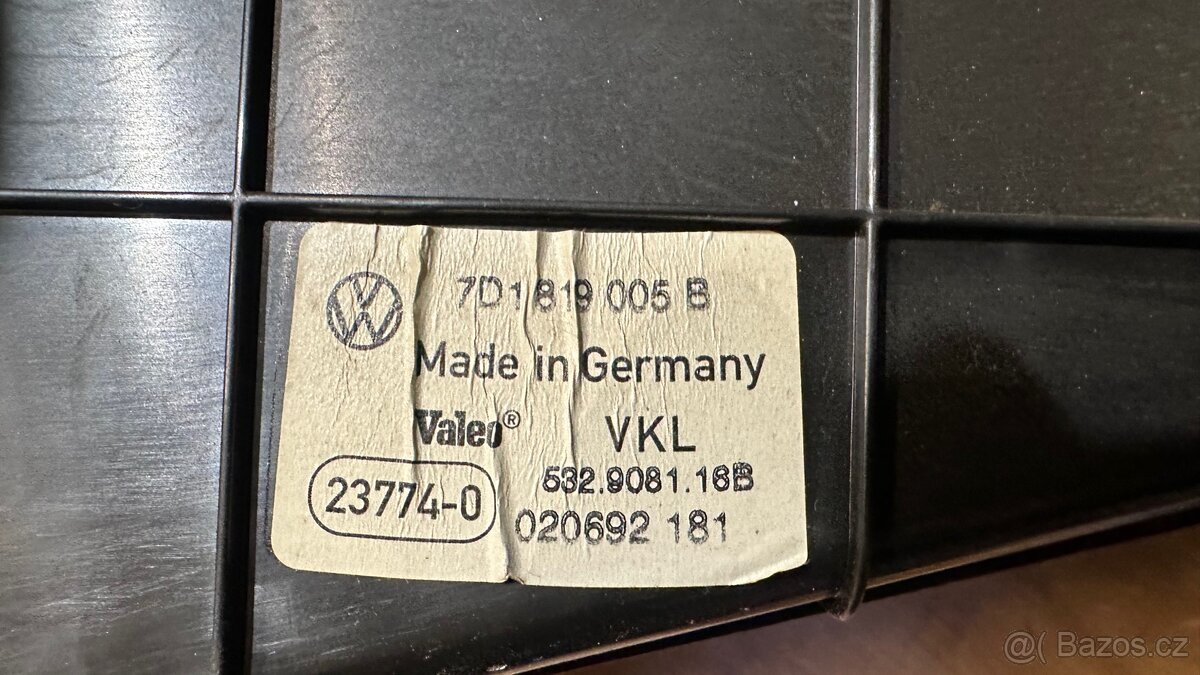 7D1 819 005 B
Made in Germany
Valeo® VKL
532.9081.16B
23774-0
020692 181
@( Bazos.cz